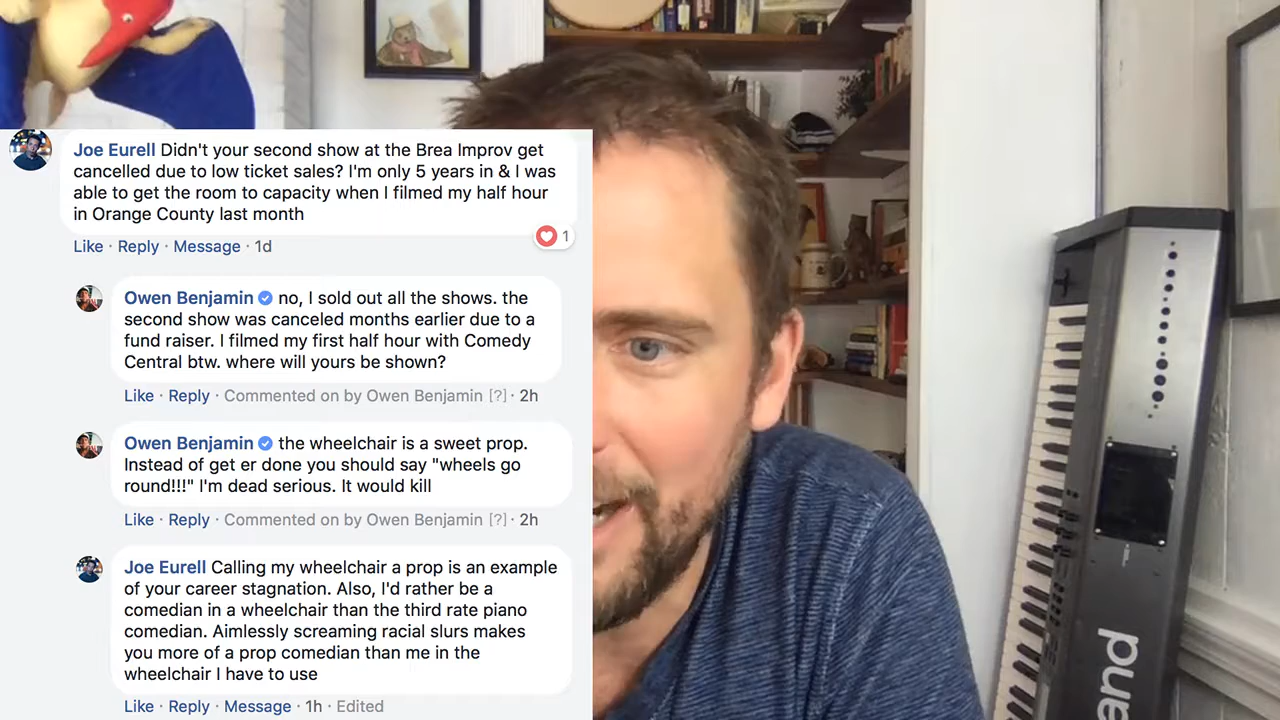 Joe Eurell Didn't your second show at the Brea Improv get
cancelled due to low ticket sales? I'm only 5 years in & I was
able to get the room to capacity when I filmed my half hour
in Orange County last month
Like · Reply · Message · 1d
1
Owen Benjamin no, I sold out all the shows. the
second show was canceled months earlier due to a
fund raiser. I filmed my first half hour with Comedy
Central btw. where will yours be shown?
Like · Reply · Commented on by Owen Benjamin [?] · 2h
Owen Benjamin the wheelchair is a sweet prop.
Instead of get er done you should say "wheels go
round!!!" I'm dead serious. It would kill
Like · Reply · Commented on by Owen Benjamin [?] · 2h
Joe Eurell Calling my wheelchair a prop is an example
of your career stagnation. Also, I'd rather be a
comedian in a wheelchair than the third rate piano
comedian. Aimlessly screaming racial slurs makes
you more of a prop comedian than me in the
wheelchair I have to use
Like · Reply · Message · 1h · Edited
and